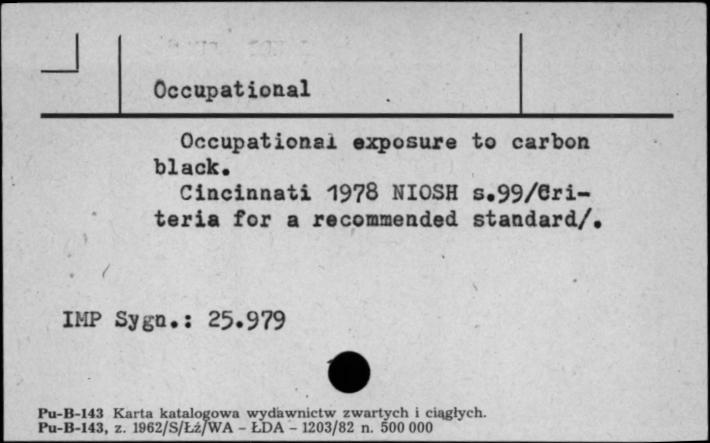 Occupational
Occupational exposure to carbon
black.
Cincinnati 1978 NIOSH s.99/Cri-
teria for a recommended standard/.
IMP Sygn.: 25.979
Pu-B-143 Karta katalogowa wydawnictw zwartych i ciągłych.
Pu-B-143, z. 1962/S/Łż/WA - ŁDA - 1203/82 n. 500 000